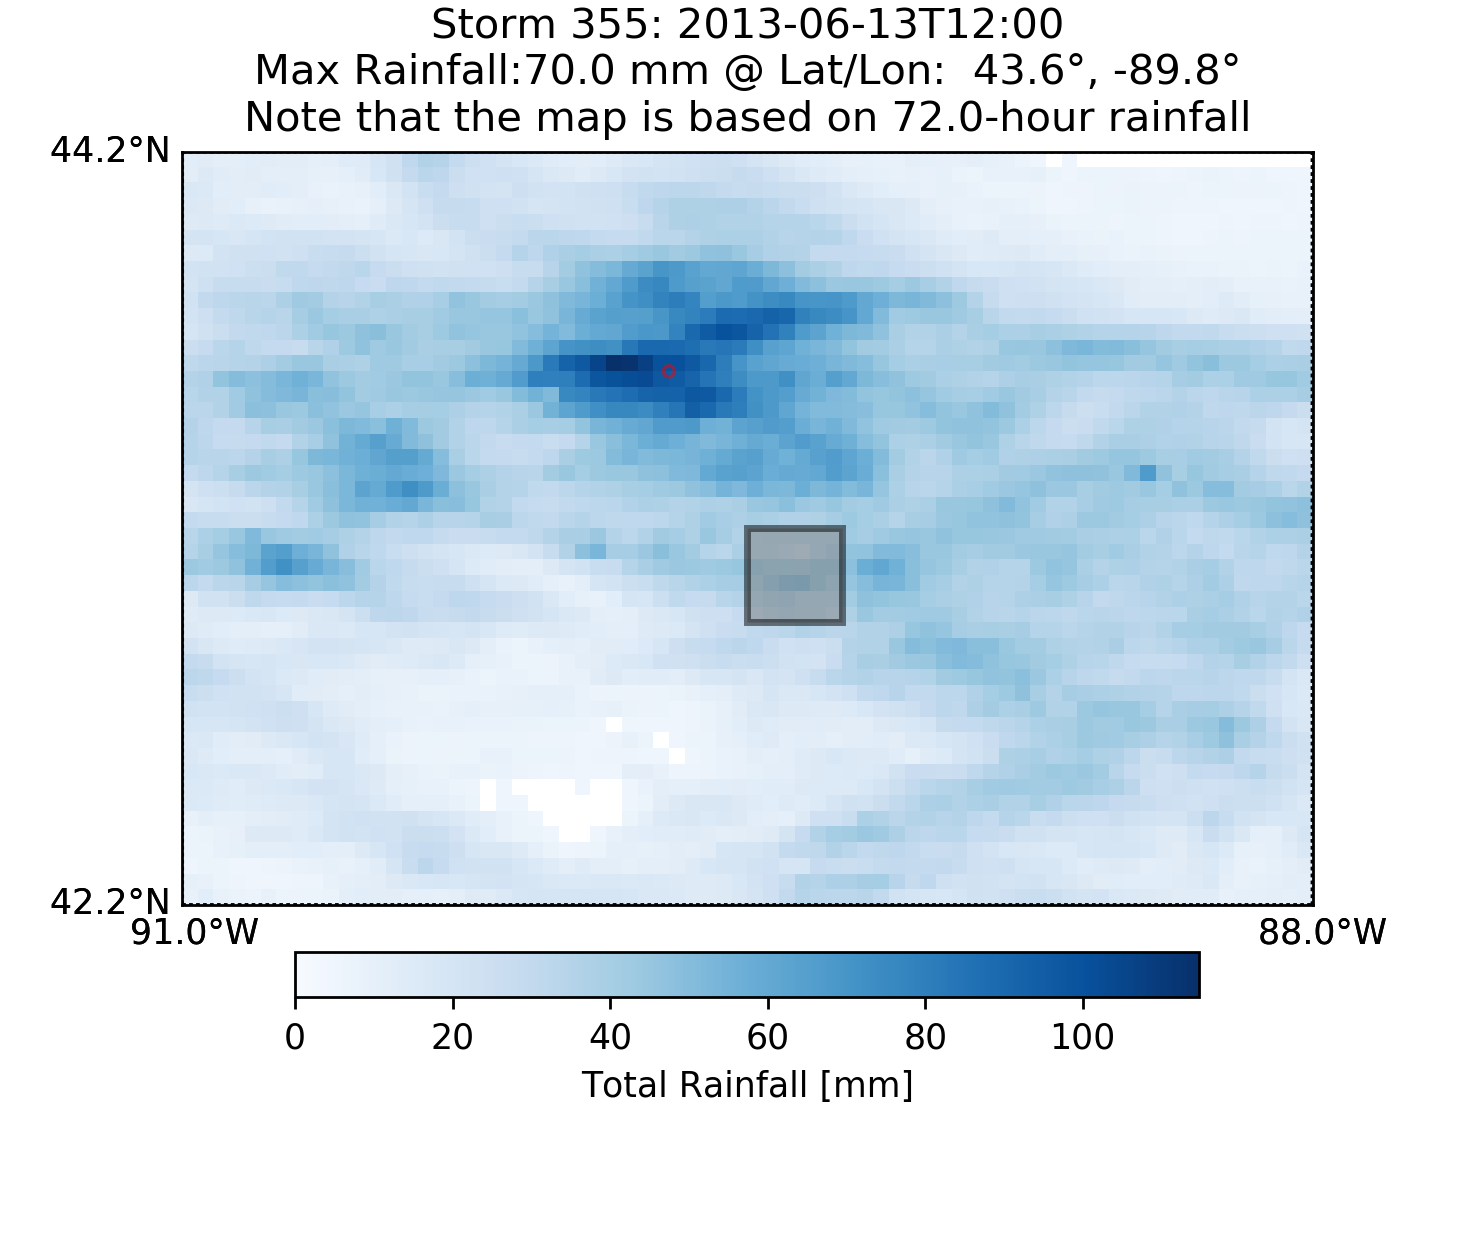 Storm 355: 2013-06-13T12:00
Max Rainfall:70.0 mm @ Lat/Lon:  43.6°, -89.8°
Note that the map is based on 72.0-hour rainfall
44.2°N
42.2°N
91.0°W 88.0°W
0 20 40 60 80 100
Total Rainfall [mm]